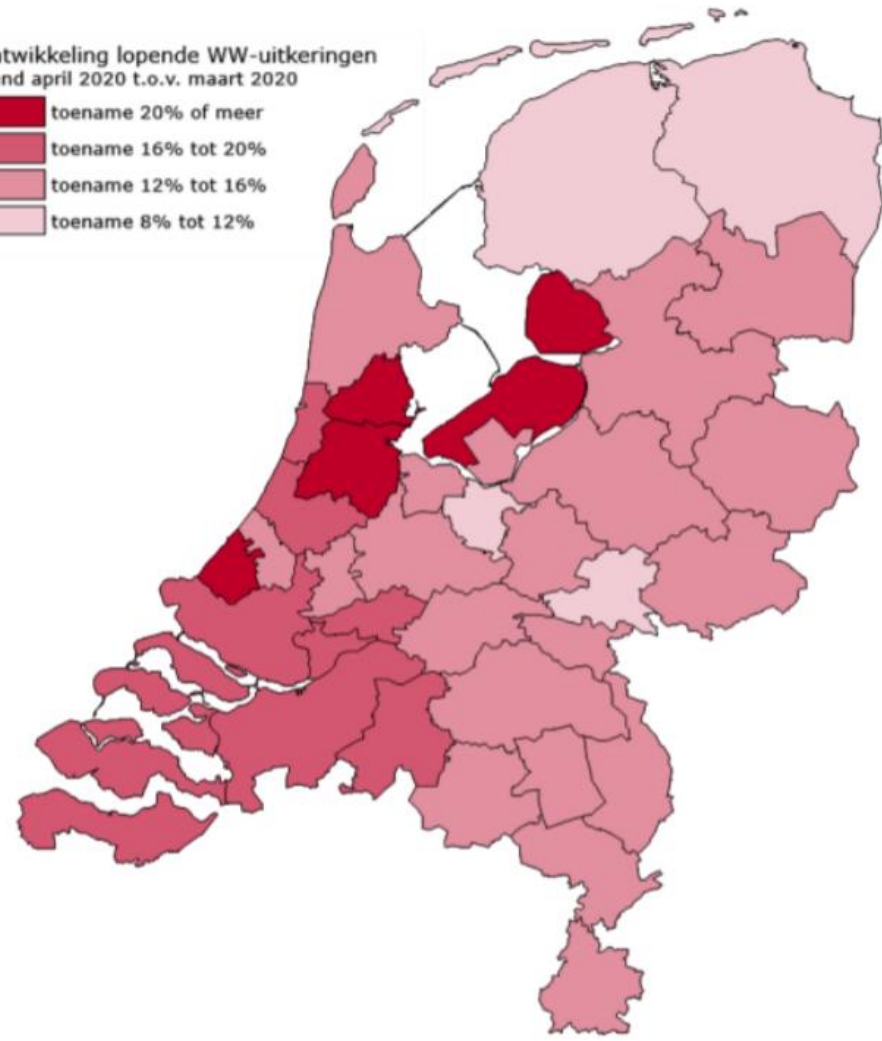 ntwikkeling lopende WW-uitkeringen
nd april 2020 t.o.v. maart 2020
toename 20% of meer
toename 16% tot 20%
toename 12% tot 16%
toename 8% tot 12%